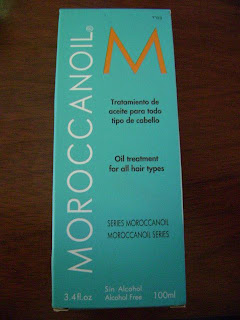 MOROCCANOIL®
M
Tratamiento de
aceite para todo
tipo de cabello
Oil treatment
for all hair types
SERIES MOROCCANOIL
MOROCCANOIL SERIES
Sin Alcohol
3.4fl.oz Alcohol Free 100ml